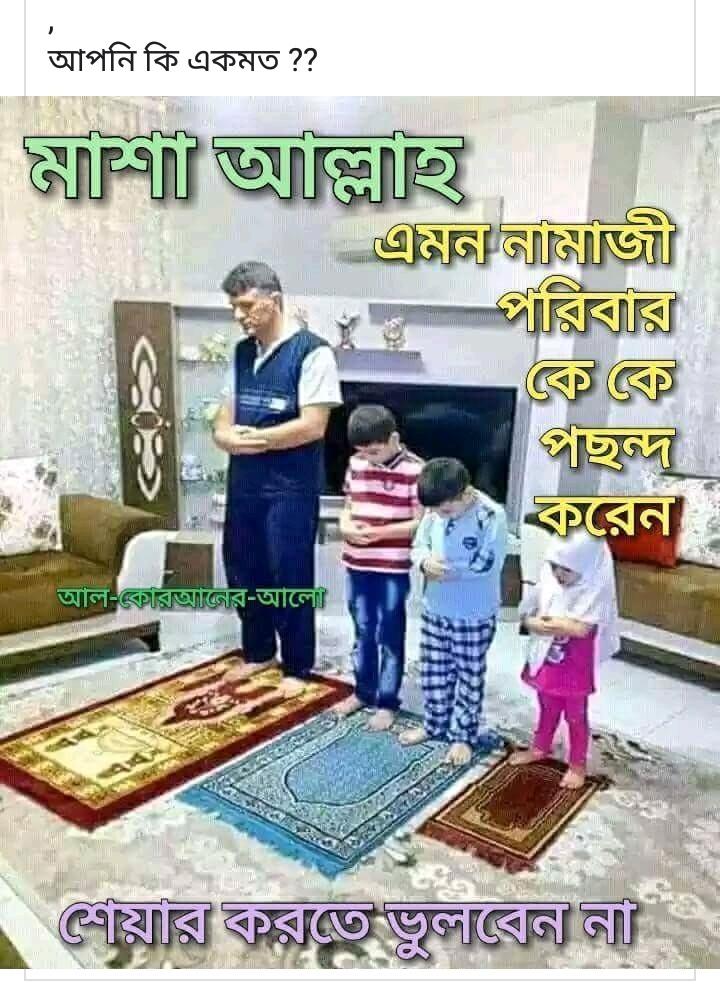 ,
আপনি কি একমত ??
মাশা আল্লাহ
এমন নামাজী
পরিবার
কে কে
পছন্দ
করেন
আল-কোরআনের-আলো
শেয়ার করতে ভুলবেন না